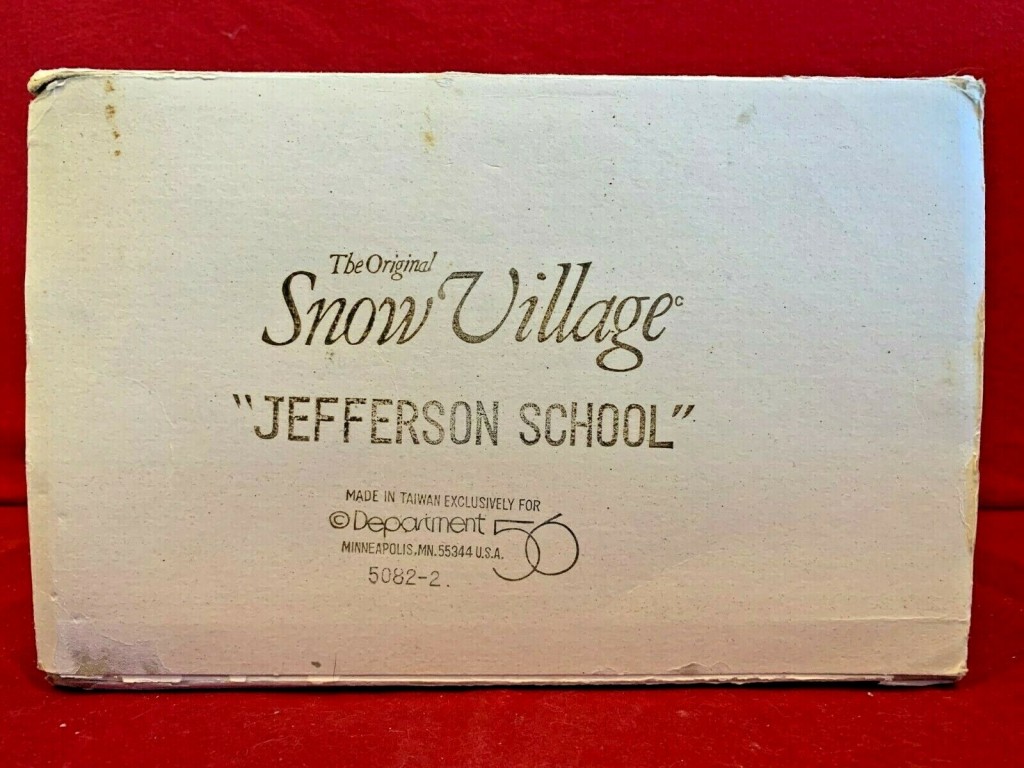 The Original
Snow Village©
"JEFFERSON SCHOOL"
MADE IN TAIWAN EXCLUSIVELY FOR
©Department 56
MINNEAPOLIS,MN.55344 U.S.A.
5082-2.